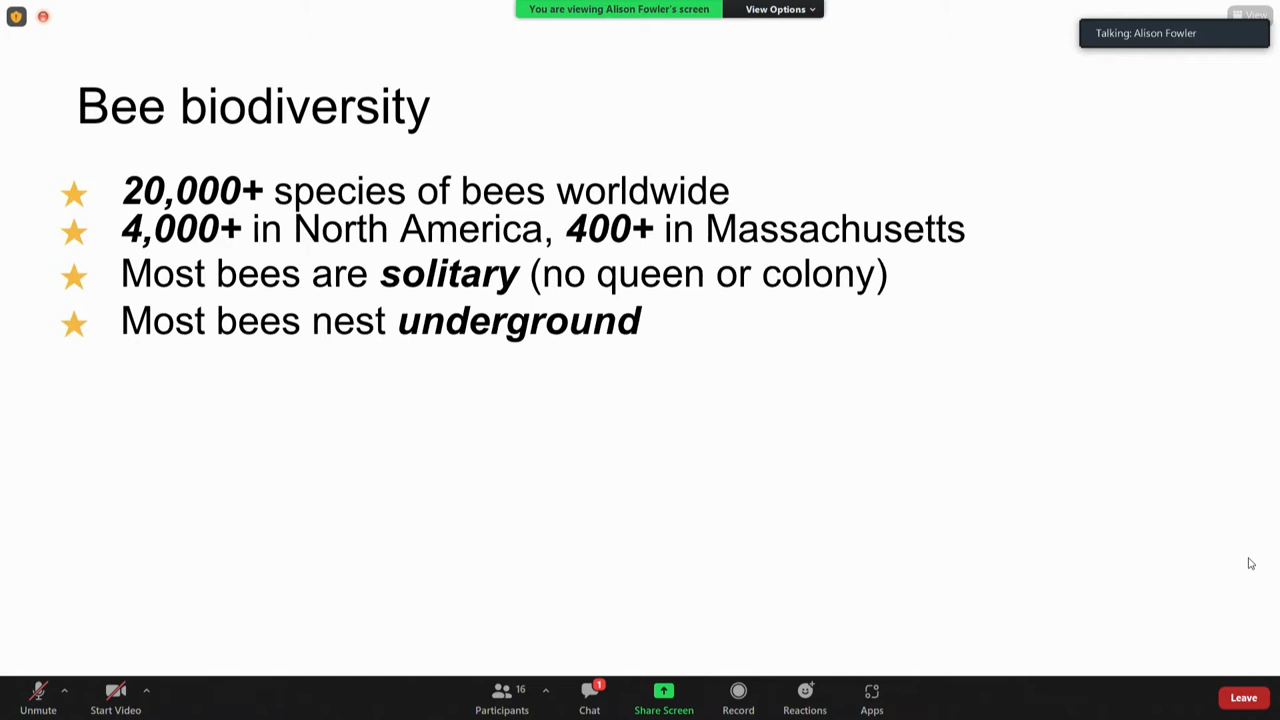 You are viewing Alison Fowler's screen
View Options
View
Talking: Alison Fowler
Bee biodiversity
20,000+ species of bees worldwide
4,000+ in North America, 400+ in Massachusetts
Most bees are solitary (no queen or colony)
Most bees nest underground
Unmute
Start Video
16
Participants
1
Chat
Share Screen
Record
Reactions
Apps
Leave